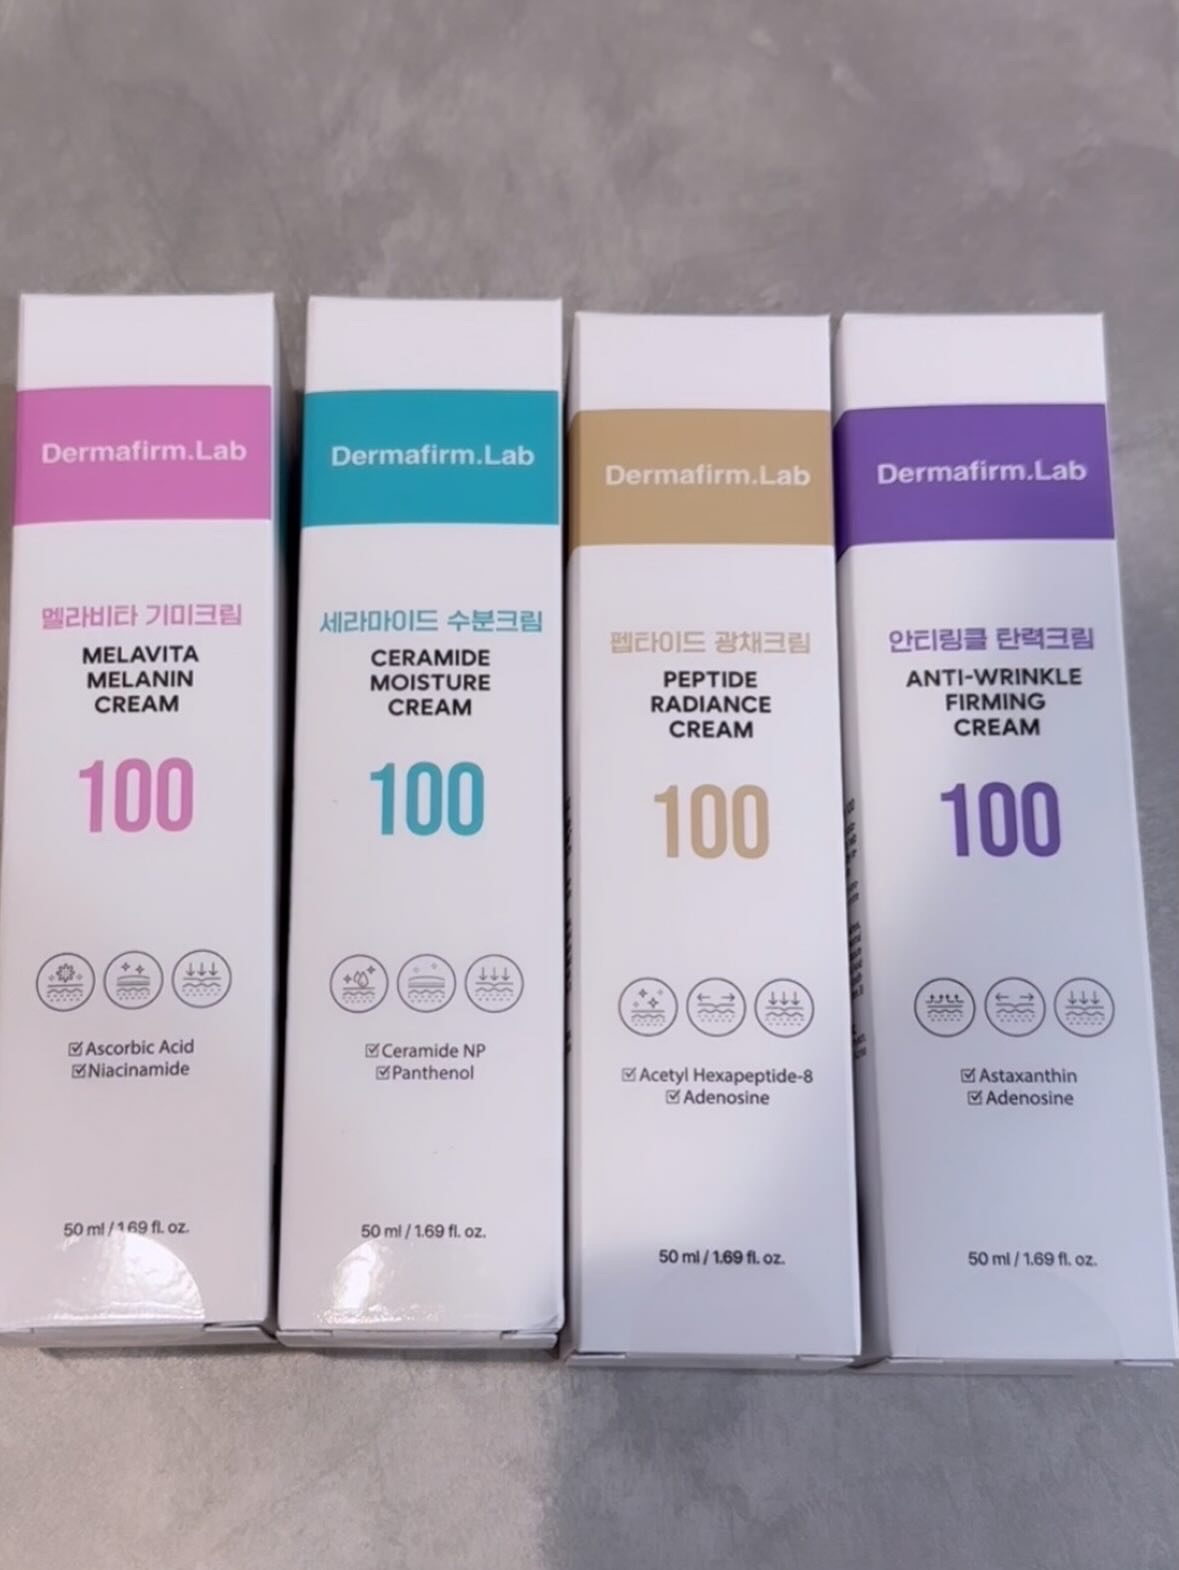 Dermafirm.Lab
멜라비타 기미크림
MELAVITA
MELANIN
CREAM
100
Ascorbic Acid
Niacinamide
50 ml / 1.69 fl. oz.
Dermafirm.Lab
세라마이드 수분크림
CERAMIDE
MOISTURE
CREAM
100
Ceramide NP
Panthenol
50 ml / 1.69 fl. oz.
Dermafirm.Lab
펩타이드 광채크림
PEPTIDE
RADIANCE
CREAM
100
Acetyl Hexapeptide-8
Adenosine
50 ml / 1.69 fl. oz.
Dermafirm.Lab
안티링클 탄력크림
ANTI-WRINKLE
FIRMING
CREAM
100
Astaxanthin
Adenosine
50 ml / 1.69 fl. oz.